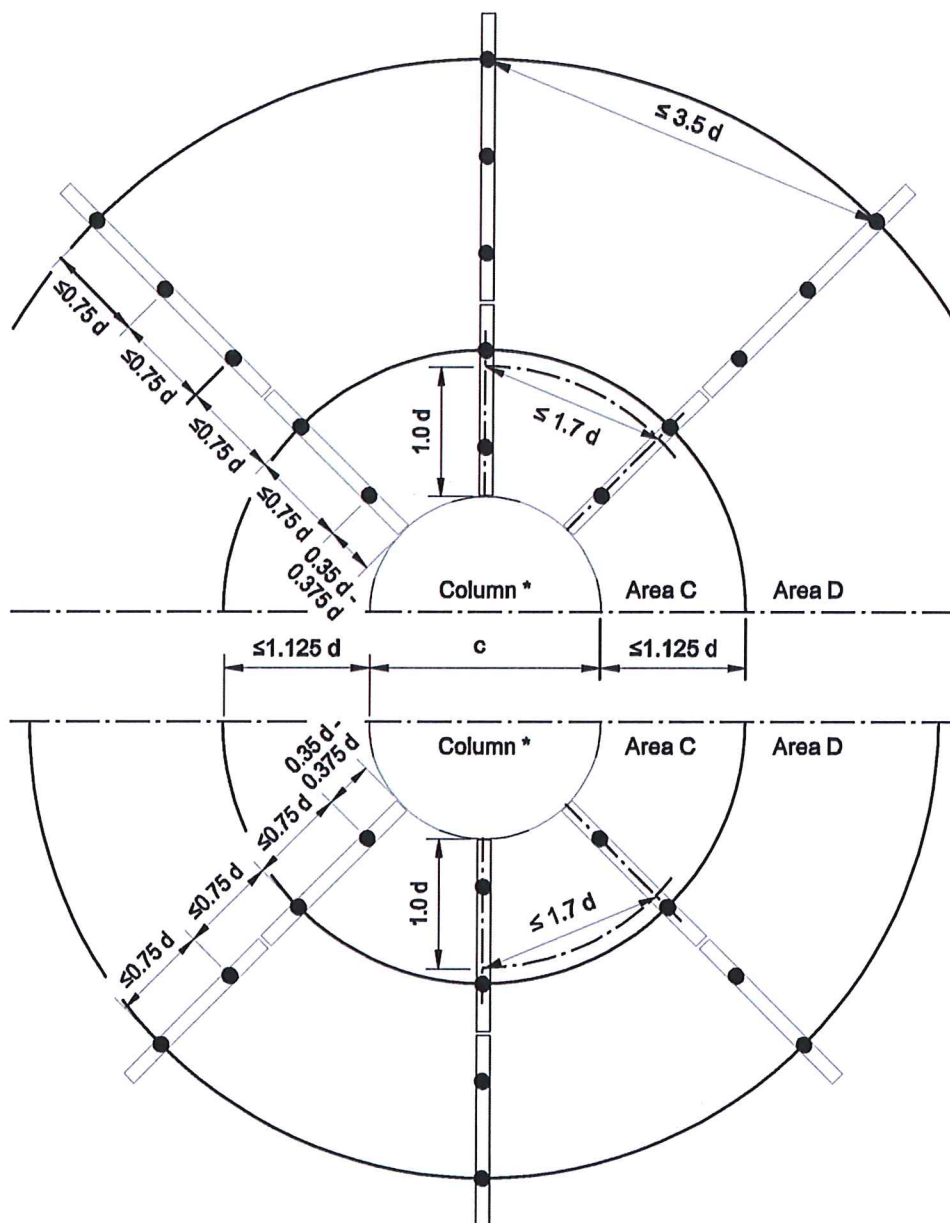 ≤ 3.5 d
≤0.75 d
≤0.75 d
≤0.75 d
≤0.75 d
0.35 d -
0.375 d
1.0 d
≤ 1.7 d
Column *
Area C
Area D
≤1.125 d
c
≤1.125 d
Column *
Area C
Area D
0.35 d -
0.375 d
≤0.75 d
≤0.75 d
≤0.75 d
1.0 d
≤ 1.7 d